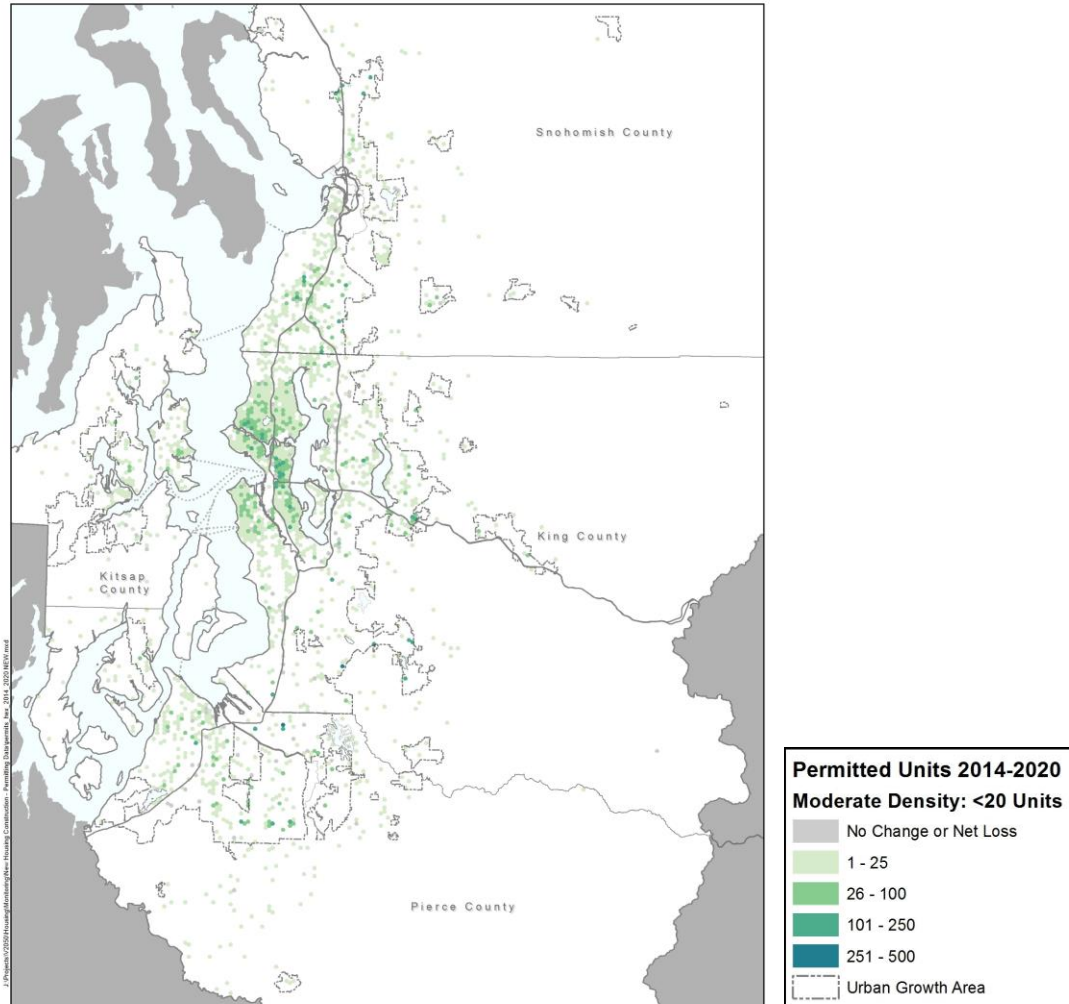 Snohomish County
King County
Kitsap
County
Pierce County
Permitted Units 2014-2020
Moderate Density: <20 Units
No Change or Net Loss
1 - 25
26 - 100
101 - 250
251 - 500
Urban Growth Area